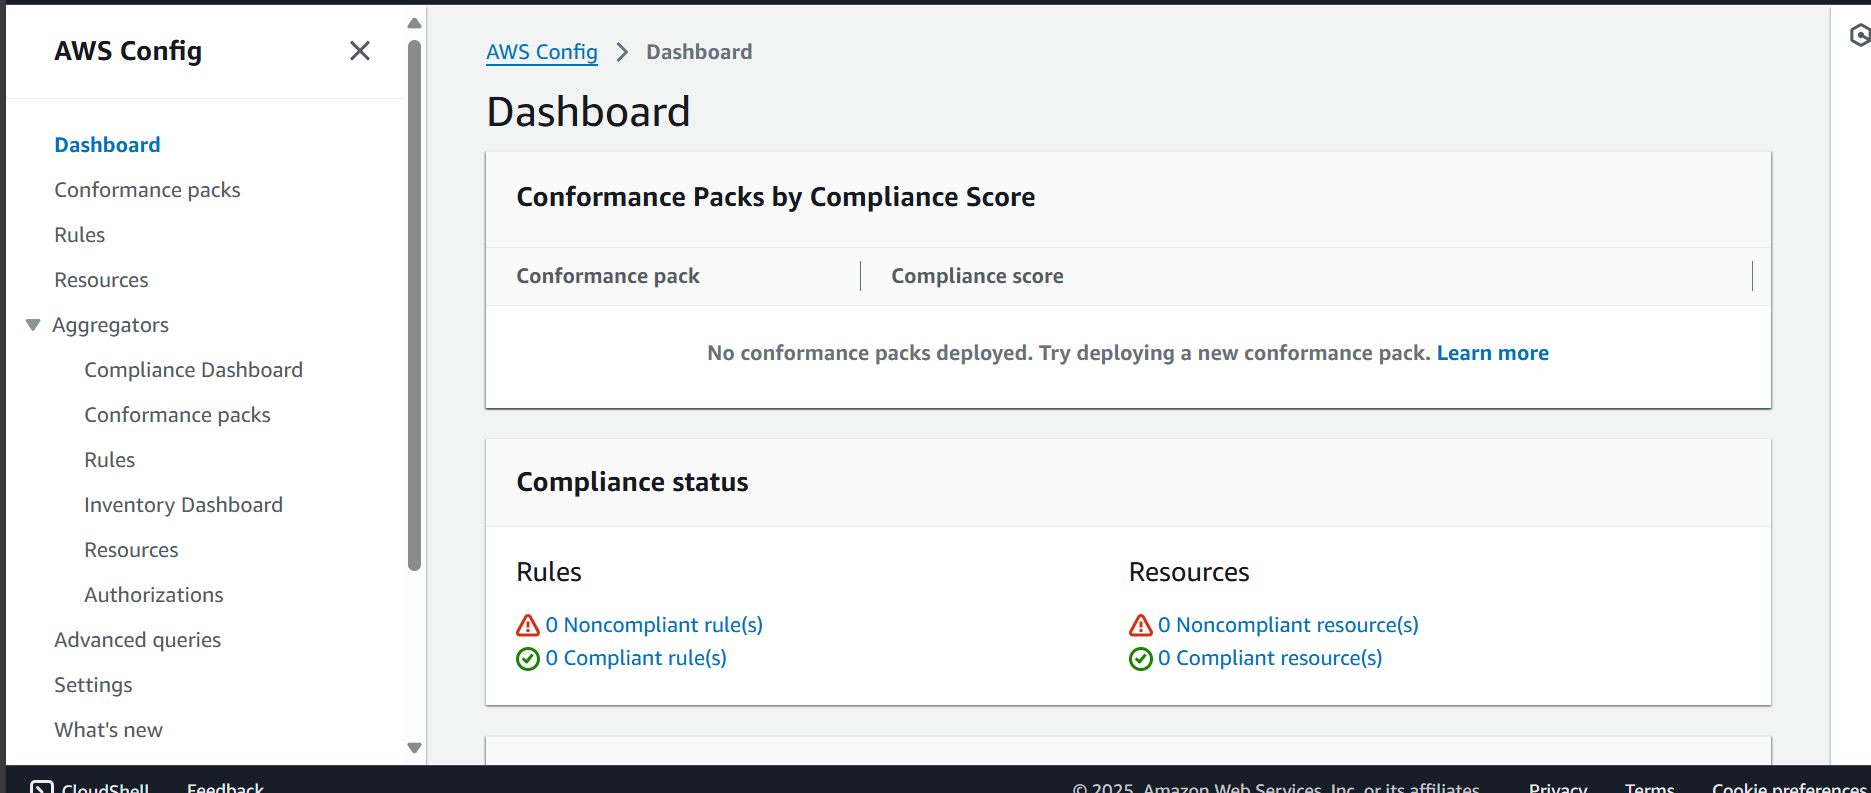 AWS Config
Dashboard
Conformance packs
Rules
Resources
Aggregators
Compliance Dashboard
Conformance packs
Rules
Inventory Dashboard
Resources
Authorizations
Advanced queries
Settings
What's new
AWS Config > Dashboard
Dashboard
Conformance Packs by Compliance Score
Conformance pack Compliance score
No conformance packs deployed. Try deploying a new conformance pack. Learn more
Compliance status
Rules
0 Noncompliant rule(s)
0 Compliant rule(s)
Resources
0 Noncompliant resource(s)
0 Compliant resource(s)
CloudShell Feedback © 2025, Amazon Web Services, Inc. or its affiliates. Privacy Terms Cookie preferences